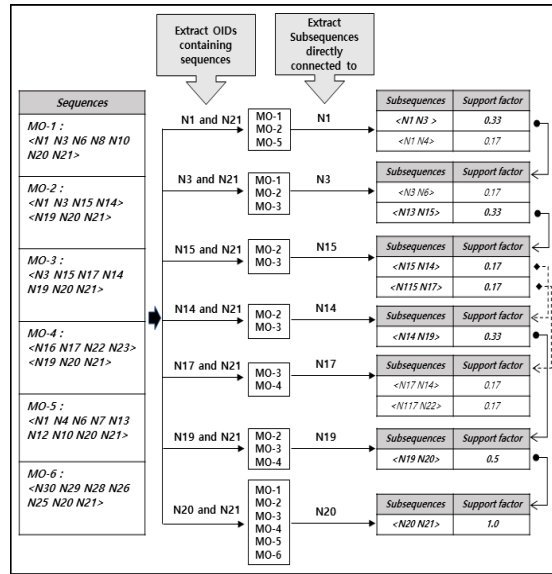 Extract OIDs
containing
sequences
Extract
Subsequences
directly
connected to
Sequences
MO-1 :
<N1 N3 N6 N8 N10
N20 N21>
MO-2 :
<N1 N3 N15 N14>
<N19 N20 N21>
MO-3 :
<N3 N15 N17 N14
N19 N20 N21>
MO-4 :
<N16 N17 N22 N23>
<N19 N20 N21>
MO-5 :
<N1 N4 N6 N7 N13
N12 N10 N20 N21>
MO-6 :
<N30 N29 N28 N26
N25 N20 N21>
N1 and N21
MO-1
MO-2
MO-5
N1
Subsequences Support factor
<N1 N3 > 0.33
<N1 N4> 0.17
N3 and N21
MO-1
MO-2
MO-3
N3
Subsequences Support factor
<N3 N6> 0.17
<N13 N15> 0.33
N15 and N21
MO-2
MO-3
N15
Subsequences Support factor
<N15 N14> 0.17
<N115 N17> 0.17
N14 and N21
MO-2
MO-3
N14
Subsequences Support factor
<N14 N19> 0.33
N17 and N21
MO-3
MO-4
N17
Subsequences Support factor
<N17 N14> 0.17
<N117 N22> 0.17
N19 and N21
MO-2
MO-3
MO-4
N19
Subsequences Support factor
<N19 N20> 0.5
N20 and N21
MO-1
MO-2
MO-3
MO-4
MO-5
MO-6
N20
Subsequences Support factor
<N20 N21> 1.0